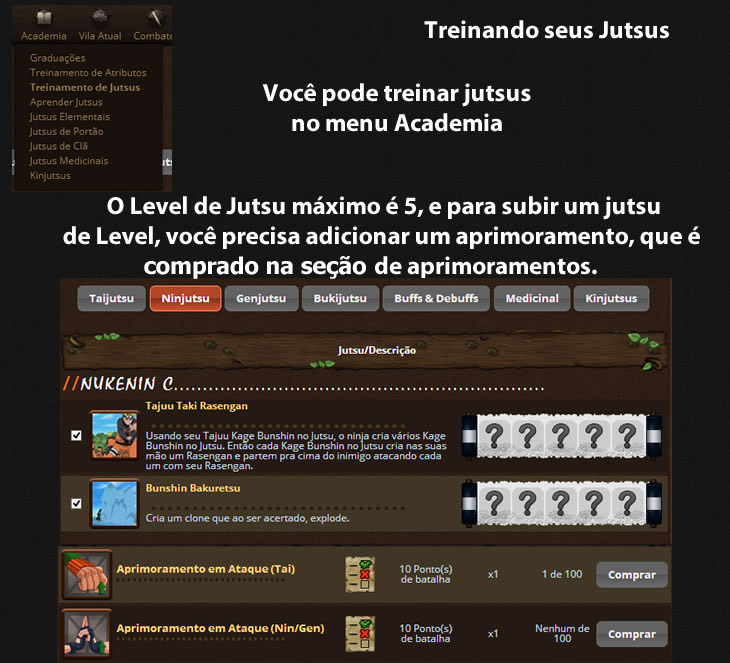 Academia Vila Atual Combate
Graduações
Treinamento de Atributos
Treinamento de Jutsus
Aprender Jutsus
Jutsus Elementais
Jutsus de Portão
Jutsus de Clã
Jutsus Medicinais
Kinjutsus
Treinando seus Jutsus
Você pode treinar jutsus
no menu Academia
O Level de Jutsu máximo é 5, e para subir um jutsu
de Level, você precisa adicionar um aprimoramento, que é
comprado na seção de aprimoramentos.
Taijutsu Ninjutsu Genjutsu Bukijutsu Buffs & Debuffs Medicinal Kinjutsus
Jutsu/Descrição
//NUKENIN C
Tajuu Taki Rasengan
Usando seu Tajuu Kage Bunshin no Jutsu, o ninja cria vários Kage
Bunshin no Jutsu. Então cada Kage Bunshin no Jutsu cria nas suas
mão um Rasengan e partem pra cima do inimigo atacando cada
um com seu Rasengan.
? ? ? ? ?
Bunshin Bakuretsu
Cria um clone que ao ser acertado, explode.
? ? ? ? ?
Aprimoramento em Ataque (Tai)
10 Ponto(s)
de batalha
x1
1 de 100
Comprar
Aprimoramento em Ataque (Nin/Gen)
10 Ponto(s)
de batalha
x1
Nenhum de
100
Comprar